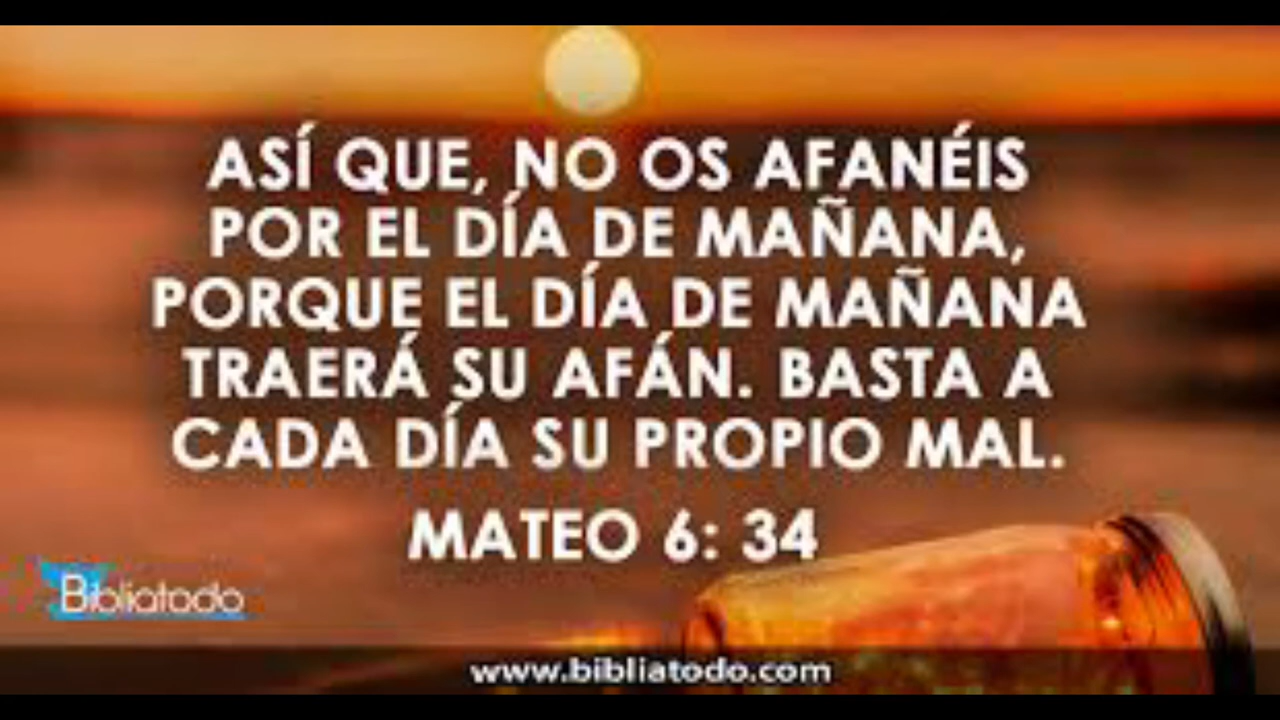 ASÍ QUE, NO OS AFANÉIS
POR EL DÍA DE MAÑANA,
PORQUE EL DÍA DE MAÑANA
TRAERÁ SU AFÁN. BASTA A
CADA DÍA SU PROPIO MAL.
MATEO 6: 34
Bibliatodo
www.bibliatodo.com